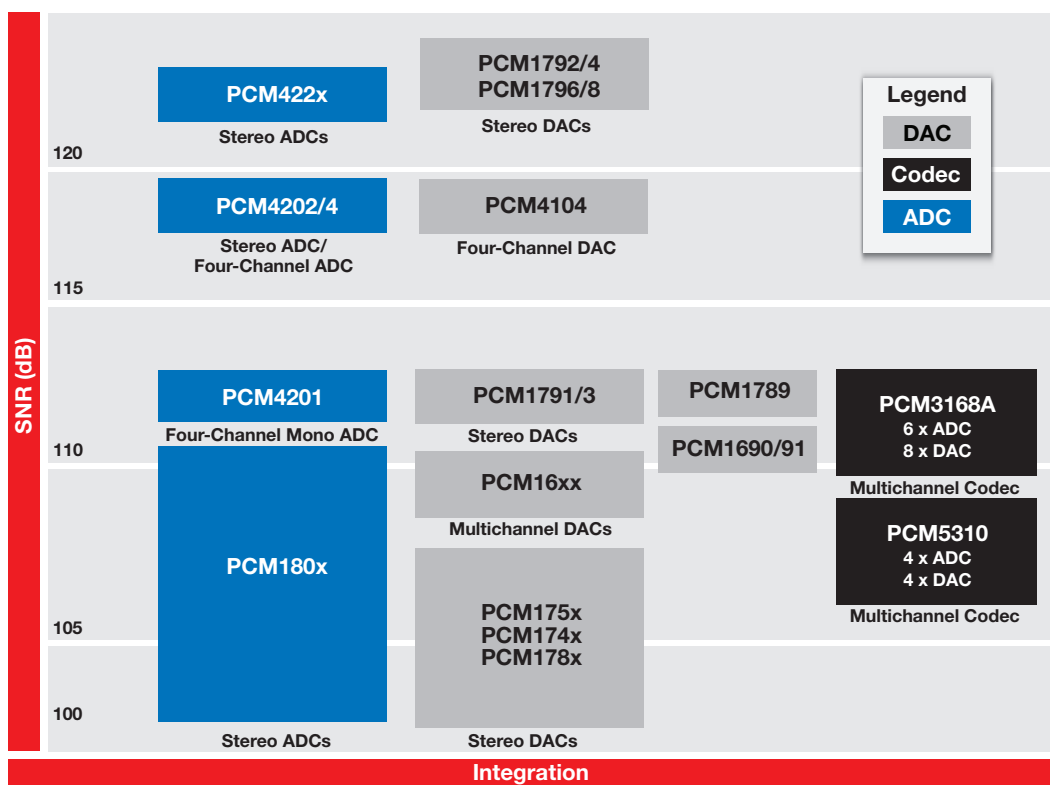 PCM1792/4
PCM1796/8
Stereo DACs
PCM422x
Stereo ADCs
Legend
DAC
Codec
ADC
120
PCM4202/4
Stereo ADC/
Four-Channel ADC
PCM4104
Four-Channel DAC
115
SNR (dB)
PCM4201
Four-Channel Mono ADC
PCM1791/3
Stereo DACs
PCM1789
PCM1690/91
PCM3168A
6 x ADC
8 x DAC
Multichannel Codec
110
PCM16xx
Multichannel DACs
PCM5310
4 x ADC
4 x DAC
Multichannel Codec
PCM180x
Stereo ADCs
PCM175x
PCM174x
PCM178x
Stereo DACs
105
100
Integration